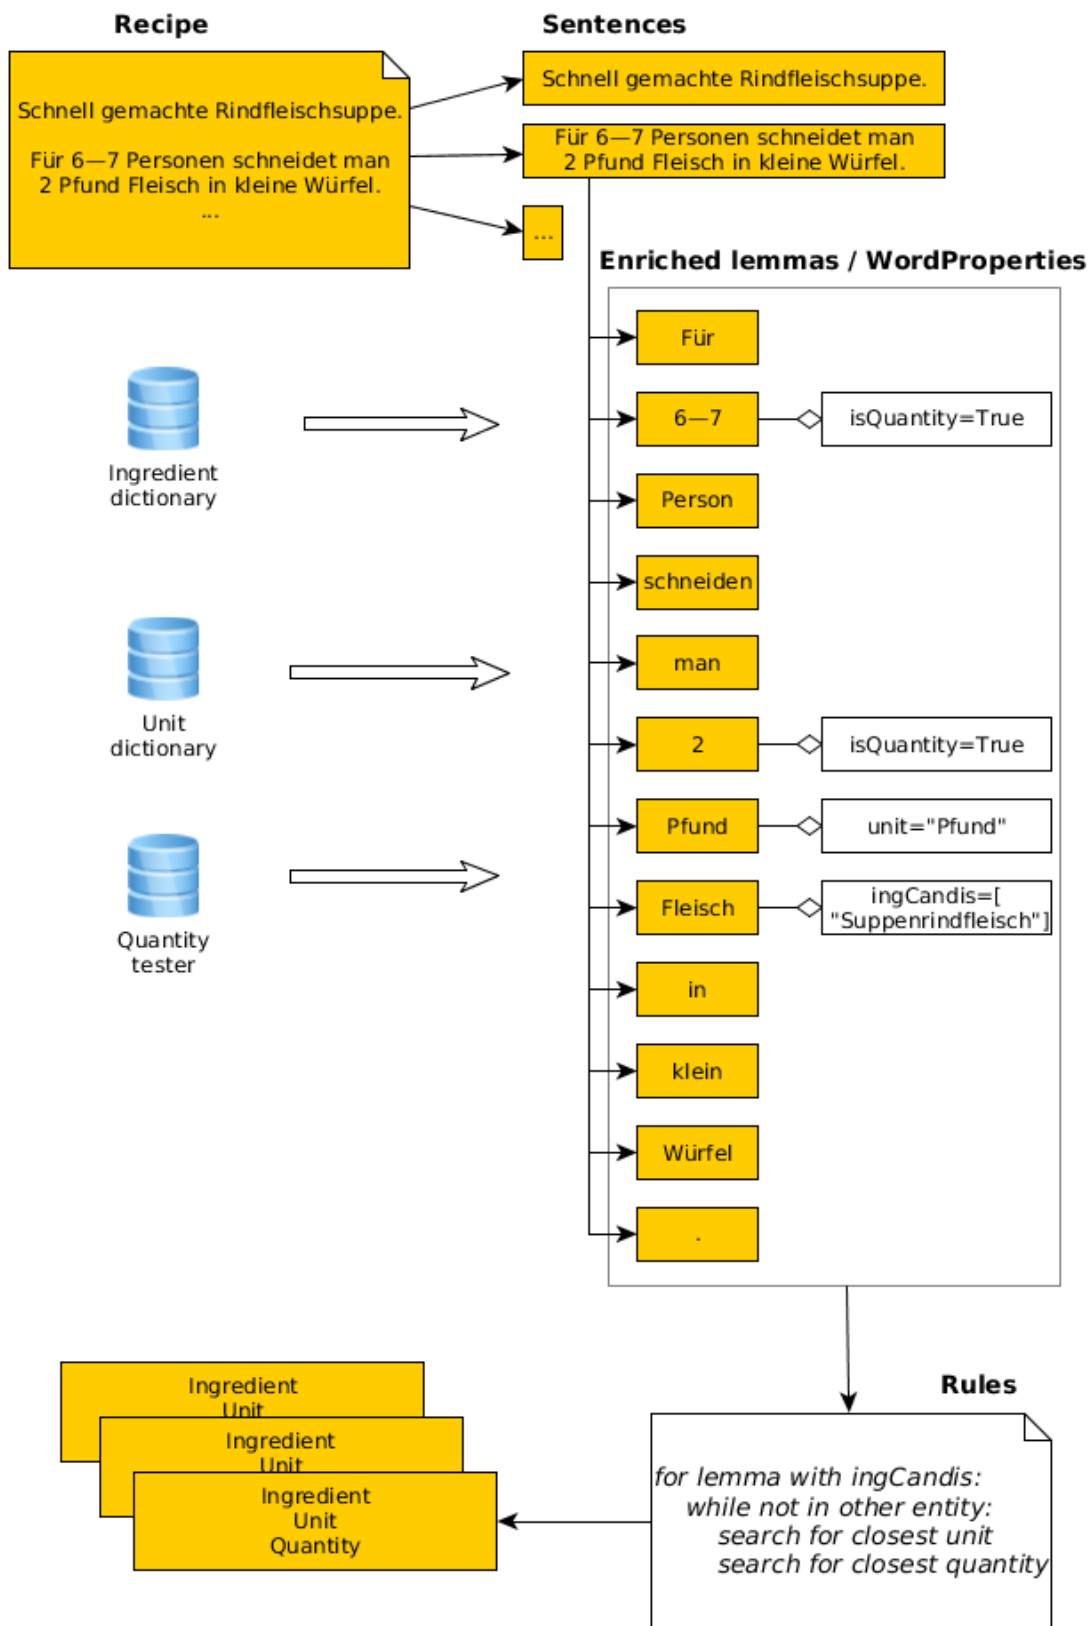 Recipe
Schnell gemachte Rindfleischsuppe.
Für 6—7 Personen schneidet man
2 Pfund Fleisch in kleine Würfel.
...
Sentences
Schnell gemachte Rindfleischsuppe.
Für 6—7 Personen schneidet man
2 Pfund Fleisch in kleine Würfel.
...
Enriched lemmas / WordProperties
Für
6—7
isQuantity=True
Person
schneiden
man
2
isQuantity=True
Pfund
unit="Pfund"
Fleisch
ingCandis=[
"Suppenrindfleisch"]
in
klein
Würfel
.
Ingredient
dictionary
Unit
dictionary
Quantity
tester
Rules
for lemma with ingCandis:
while not in other entity:
search for closest unit
search for closest quantity
Ingredient
Unit
Ingredient
Unit
Ingredient
Unit
Quantity